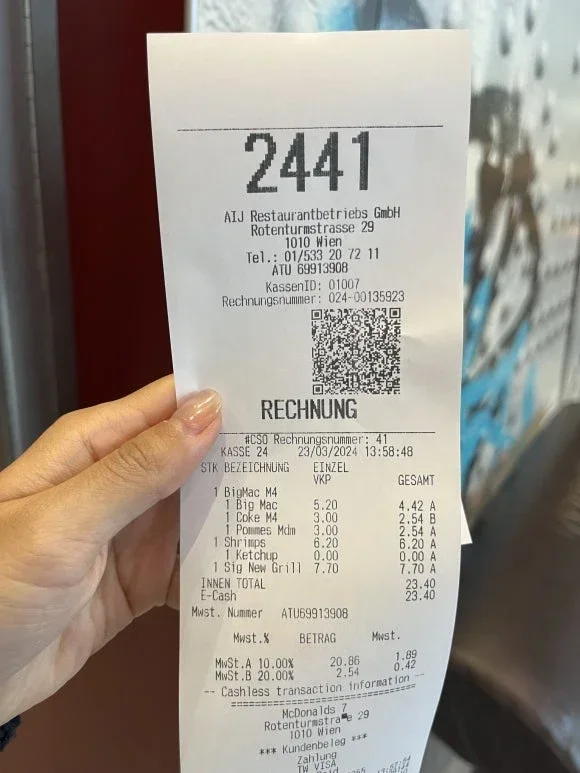 2441
AIJ Restaurantbetriebs GmbH
Rotenturmstrasse 29
1010 Wien
Tel.: 01/533 20 72 11
ATU 69913908
KassenID: 01007
Rechnungsnummer: 024-00135923
RECHNUNG
#CSO Rechnungsnummer: 41
KASSE 24 23/03/2024 13:58:48
STK BEZEICHNUNG EINZEL
VKP GESAMT
1 BigMac M4
1 Big Mac 5.20 4.42 A
1 Coke M4 3.00 2.54 B
1 Pommes Mdm 3.00 2.54 A
1 Shrimps 6.20 6.20 A
1 Ketchup 0.00 0.00 A
1 Sig New Grill 7.70 7.70 A
INNEN TOTAL 23.40
E-Cash 23.40
Mwst. Nummer ATU69913908
Mwst.% BETRAG Mwst.
MwSt.A 10.00% 20.86 1.89
MwSt.B 20.00% 2.54 0.42
-- Cashless transaction information --
McDonalds 7
Rotenturmstra e 29
1010 Wien
*** Kundenbeleg ***
Zahlung
TW VISA